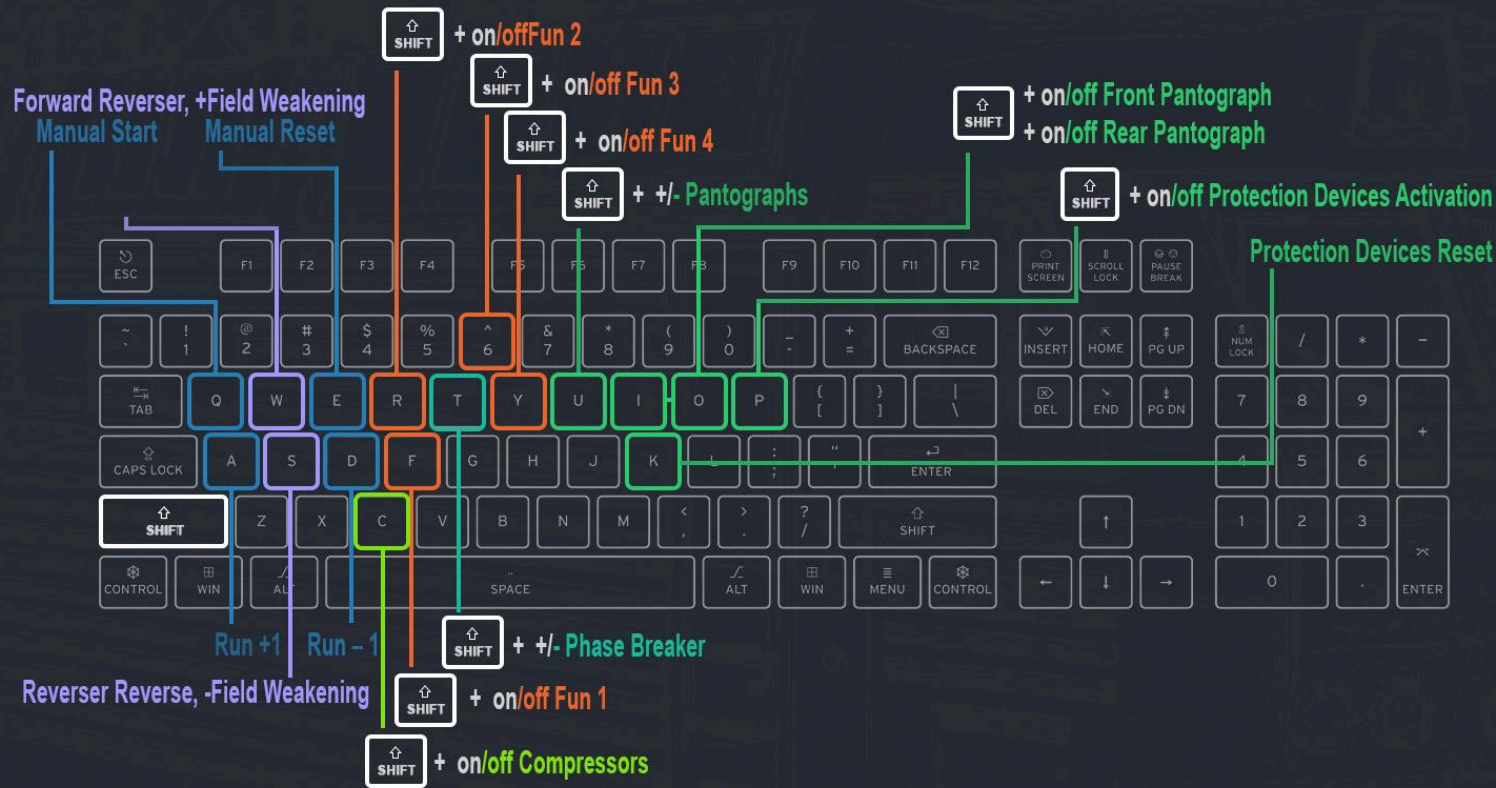 SHIFT + on/offFun 2
SHIFT + on/off Fun 3
Forward Reverser, +Field Weakening
SHIFT + on/off Front Pantograph
+ on/off Rear Pantograph
Manual Start Manual Reset
SHIFT + on/off Fun 4
SHIFT + +/- Pantographs
SHIFT + on/off Protection Devices Activation
Protection Devices Reset
ESC F1 F2 F3 F4 F5 F6 F7 F8 F9 F10 F11 F12 PRINT SCREEN SCROLL LOCK PAUSE BREAK
~ ! @ # $ % ^ & * ( ) _ +
` 1 2 3 4 5 6 7 8 9 0 - = BACKSPACE INSERT HOME PG UP NUM LOCK / * -
TAB Q W E R T Y U I O P { [ } ] | \ DEL END PG DN 7 8 9 +
CAPS LOCK A S D F G H J K L : ; " ' ENTER 4 5 6
SHIFT Z X C V B N M < , > . ? / SHIFT ↑ 1 2 3
CONTROL WIN ALT SPACE ALT WIN MENU CONTROL ← ↓ → 0 . ENTER
Run +1 Run – 1
SHIFT + +/- Phase Breaker
Reverser Reverse, -Field Weakening
SHIFT + on/off Fun 1
SHIFT + on/off Compressors